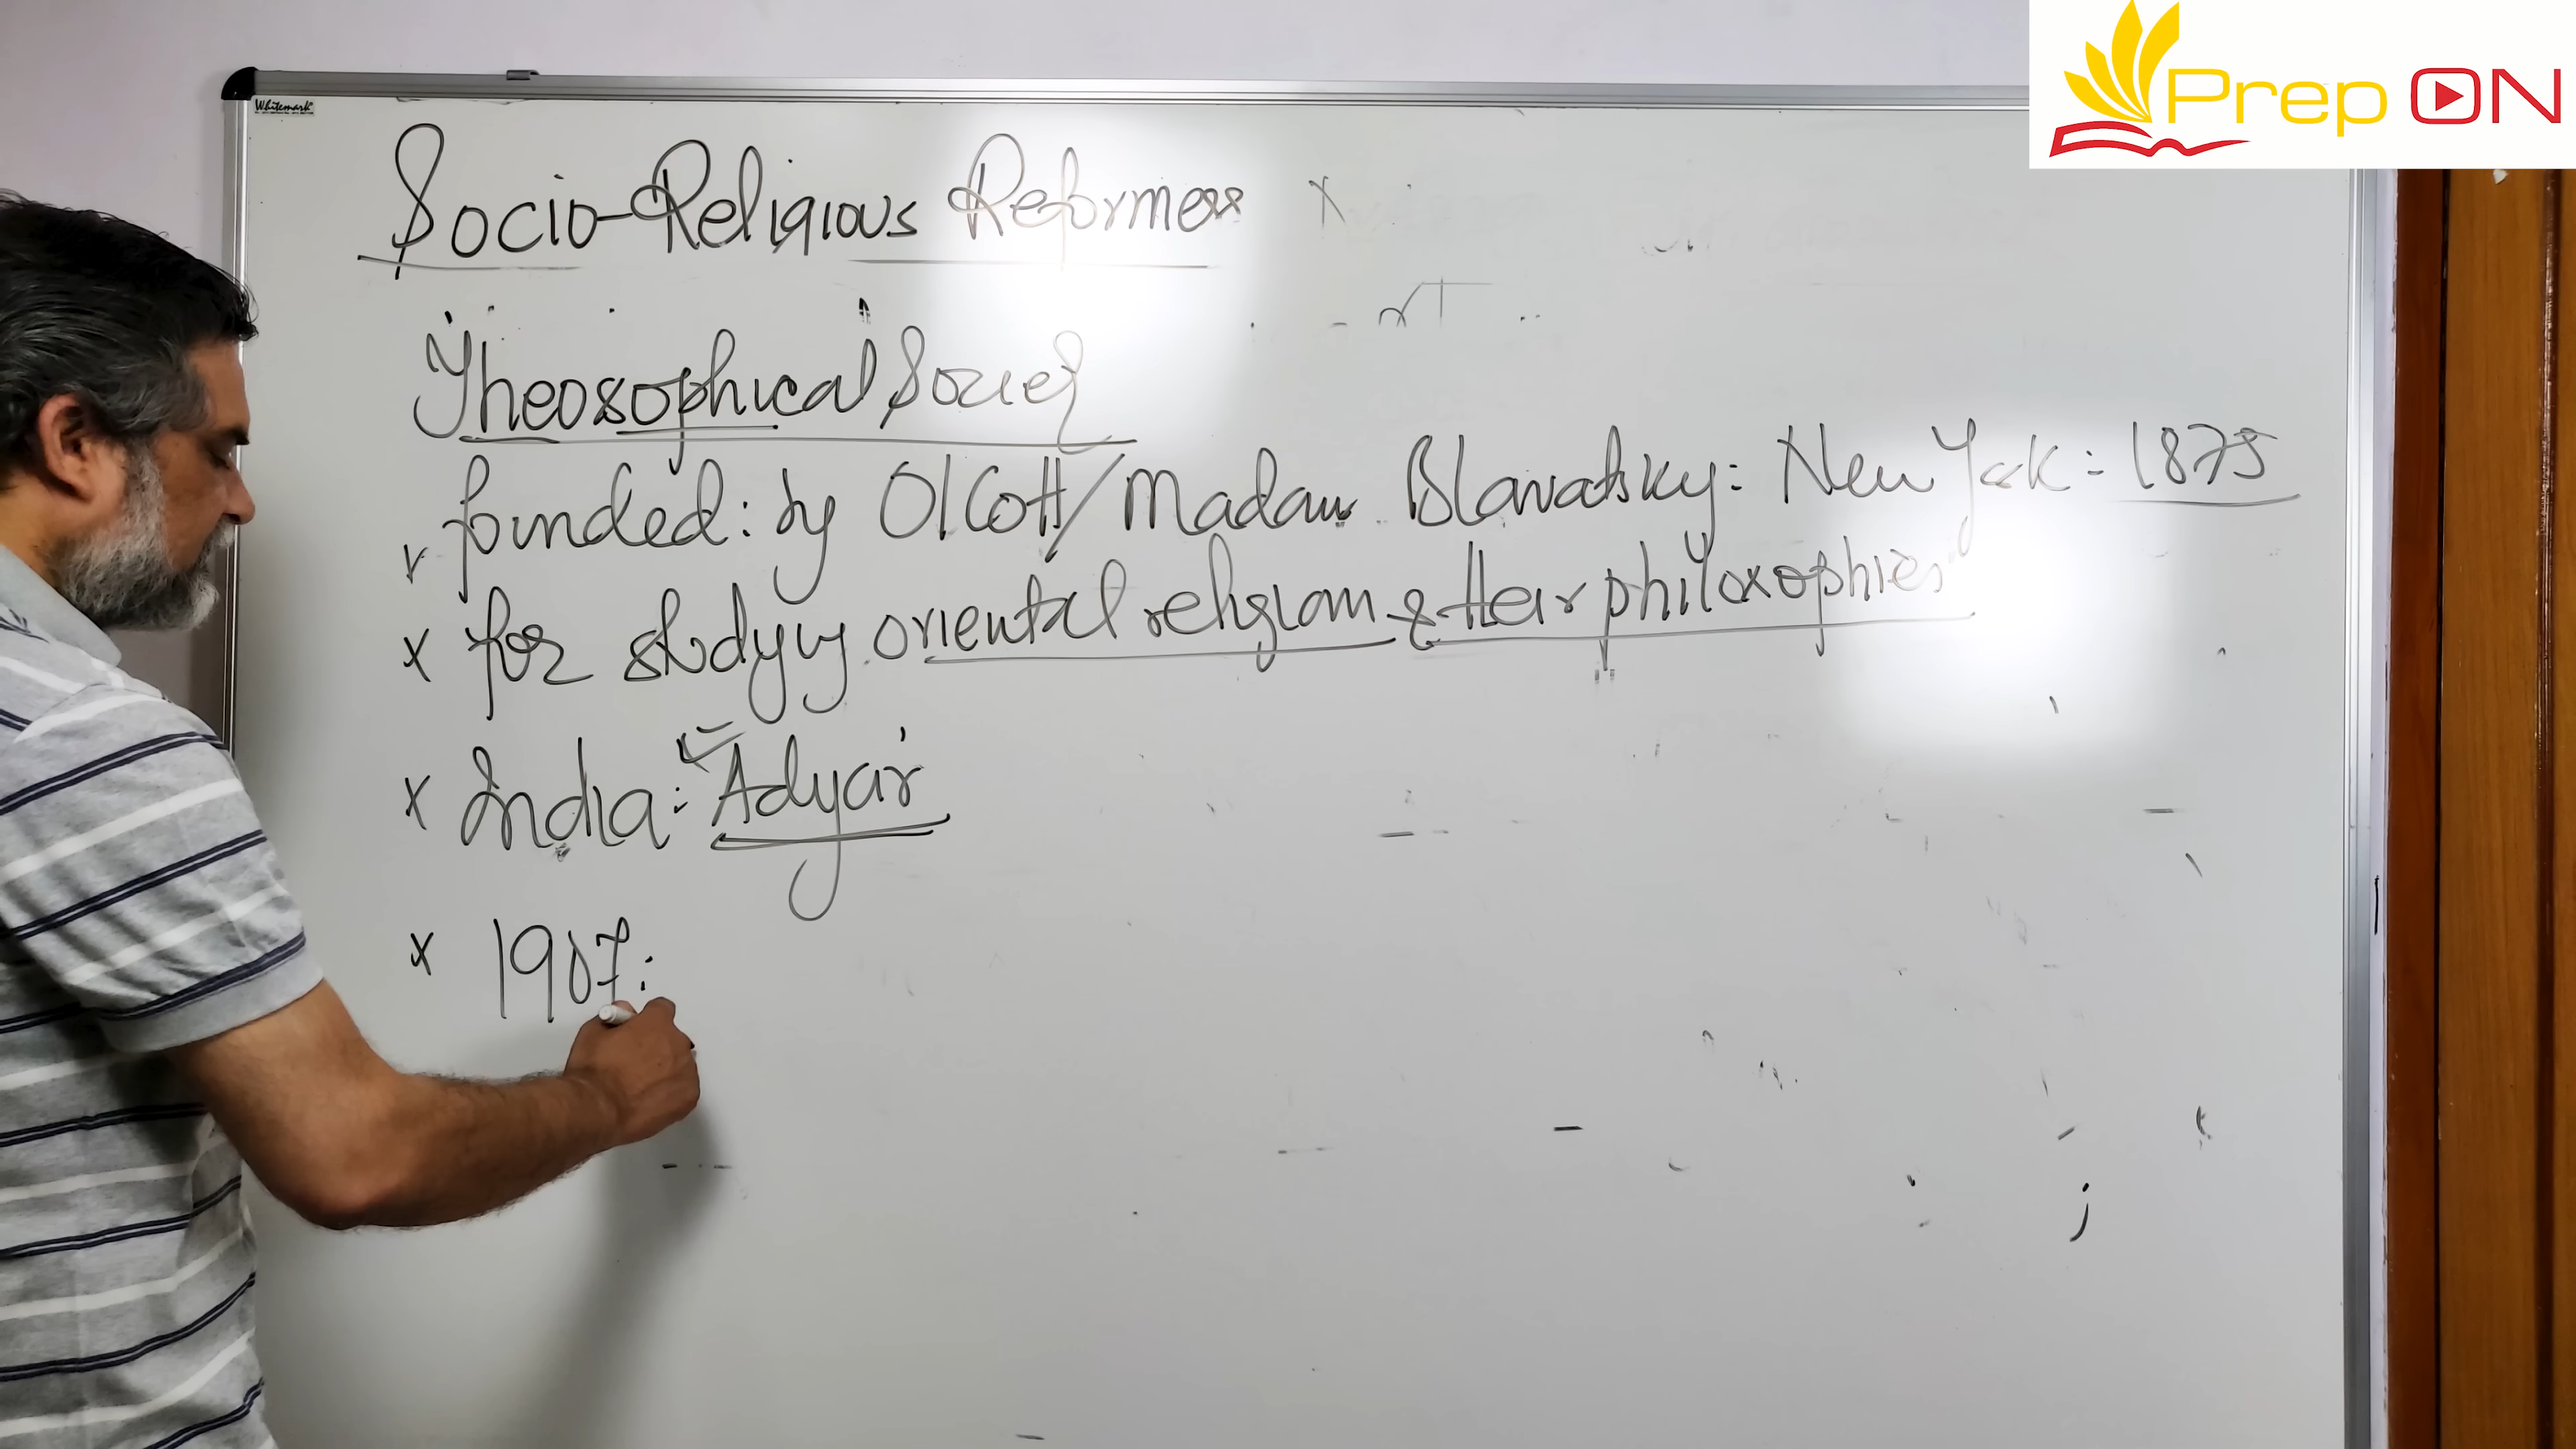 Prep ON
Whitemark
Socio-Religious Reformers x
Theosophical Society
founded: by Olcott/Madam Blavatsky: New York: 1875
x for studying oriental religion & their philosophies"
x India: Adyar
x 1907: